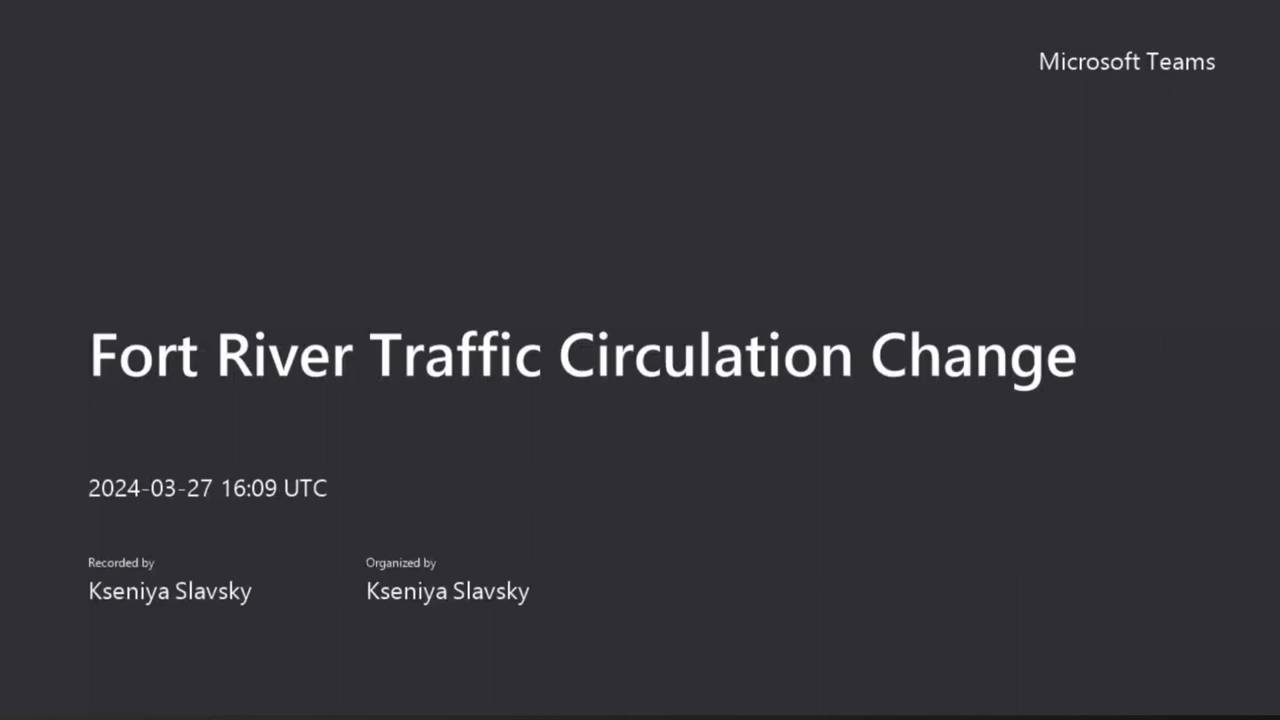 Microsoft Teams
Fort River Traffic Circulation Change
2024-03-27 16:09 UTC
Recorded by
Kseniya Slavsky
Organized by
Kseniya Slavsky